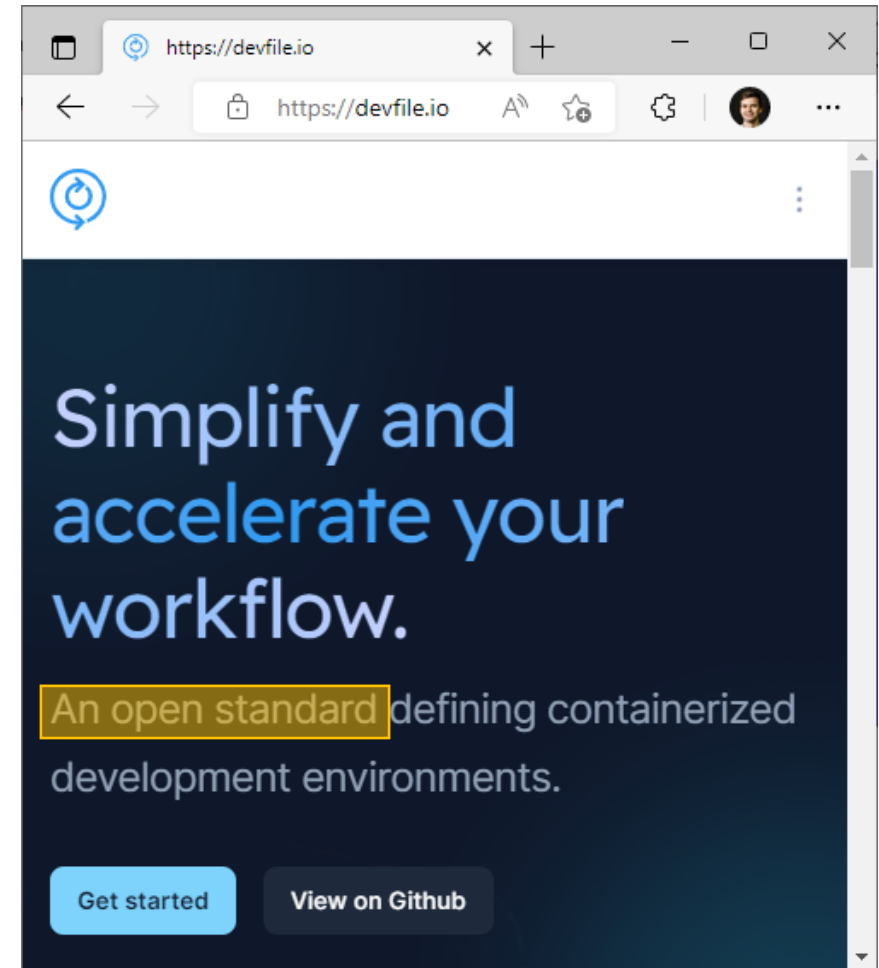 https://devfile.io
https://devfile.io
Simplify and
accelerate your
workflow.
An open standard defining containerized
development environments.
Get started
View on Github